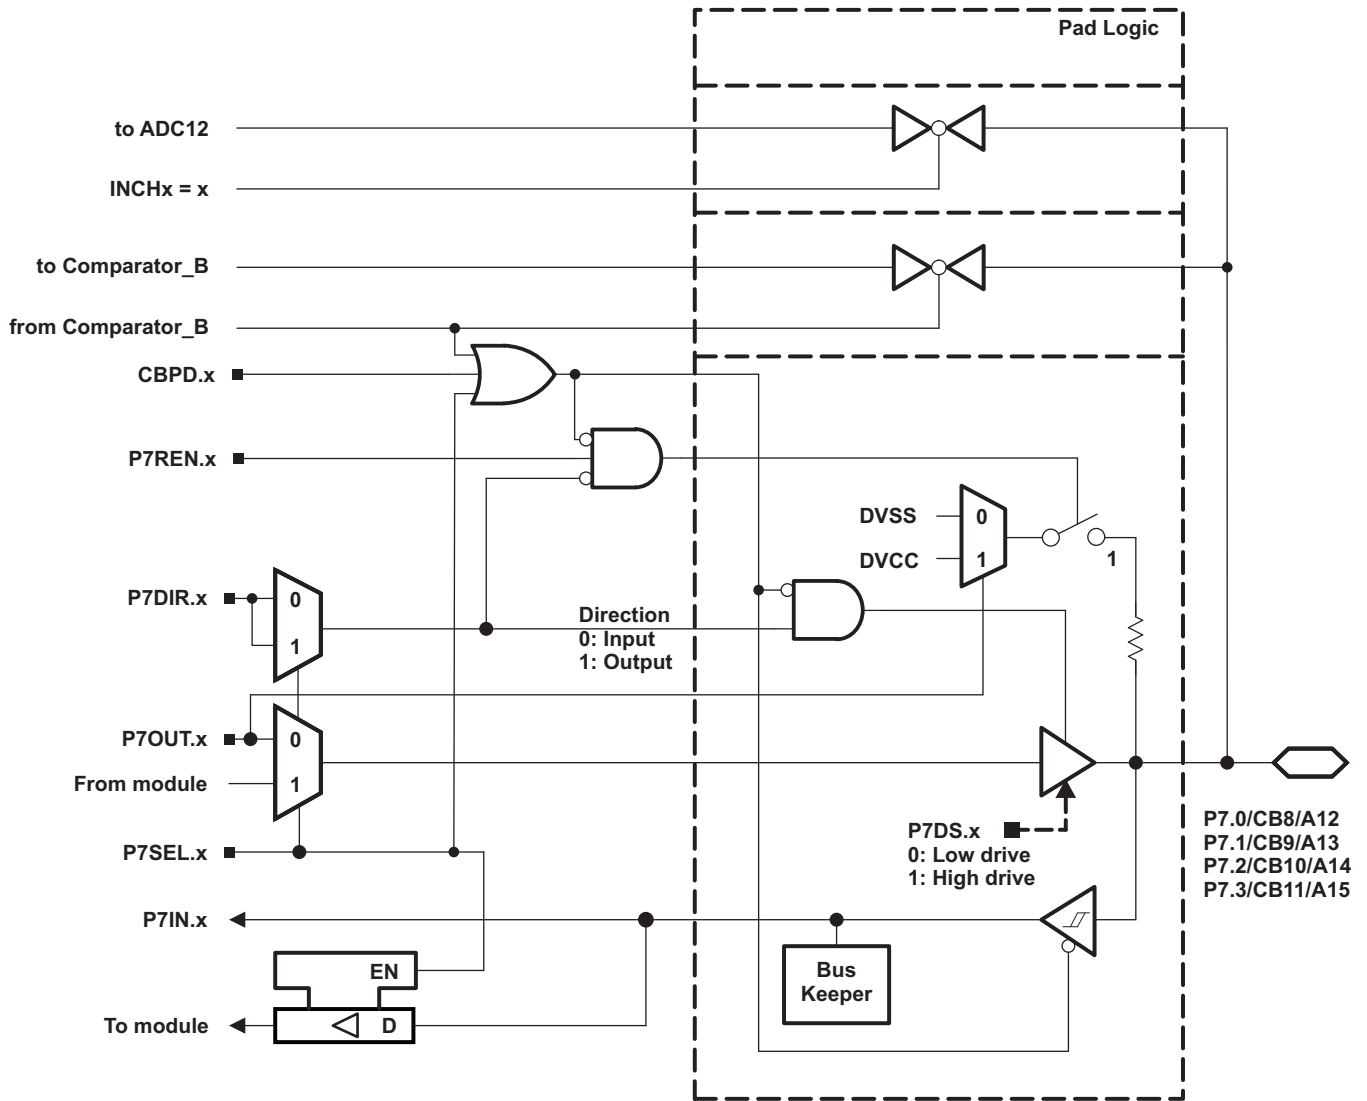 Pad Logic
to ADC12
INCHx = x
to Comparator_B
from Comparator_B
CBPD.x
P7REN.x
DVSS
0
DVCC
1
1
P7DIR.x
0
1
Direction
0: Input
1: Output
P7OUT.x
0
From module
1
P7DS.x
0: Low drive
1: High drive
P7.0/CB8/A12
P7.1/CB9/A13
P7.2/CB10/A14
P7.3/CB11/A15
P7SEL.x
P7IN.x
EN
Bus
Keeper
To module
D